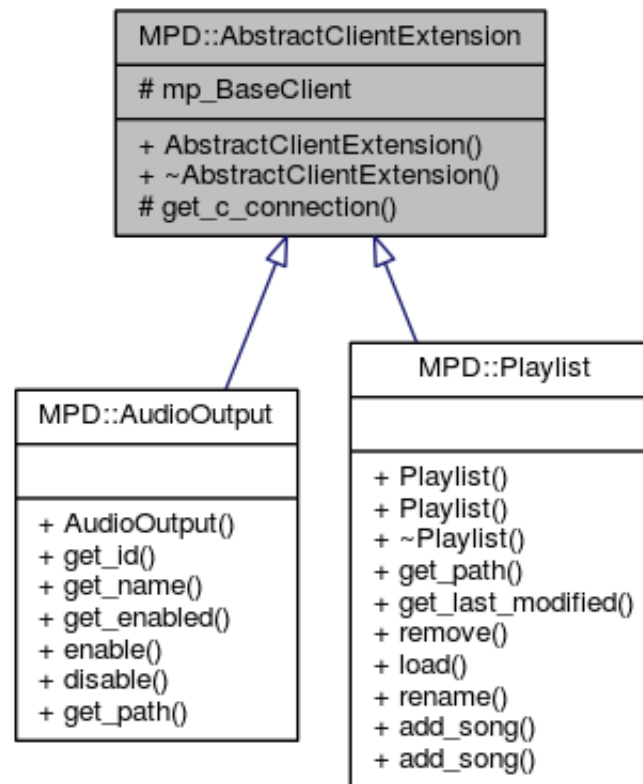 MPD::AbstractClientExtension
# mp_BaseClient
+ AbstractClientExtension()
+ ~AbstractClientExtension()
# get_c_connection()
MPD::AudioOutput
+ AudioOutput()
+ get_id()
+ get_name()
+ get_enabled()
+ enable()
+ disable()
+ get_path()
MPD::Playlist
+ Playlist()
+ Playlist()
+ ~Playlist()
+ get_path()
+ get_last_modified()
+ remove()
+ load()
+ rename()
+ add_song()
+ add_song()